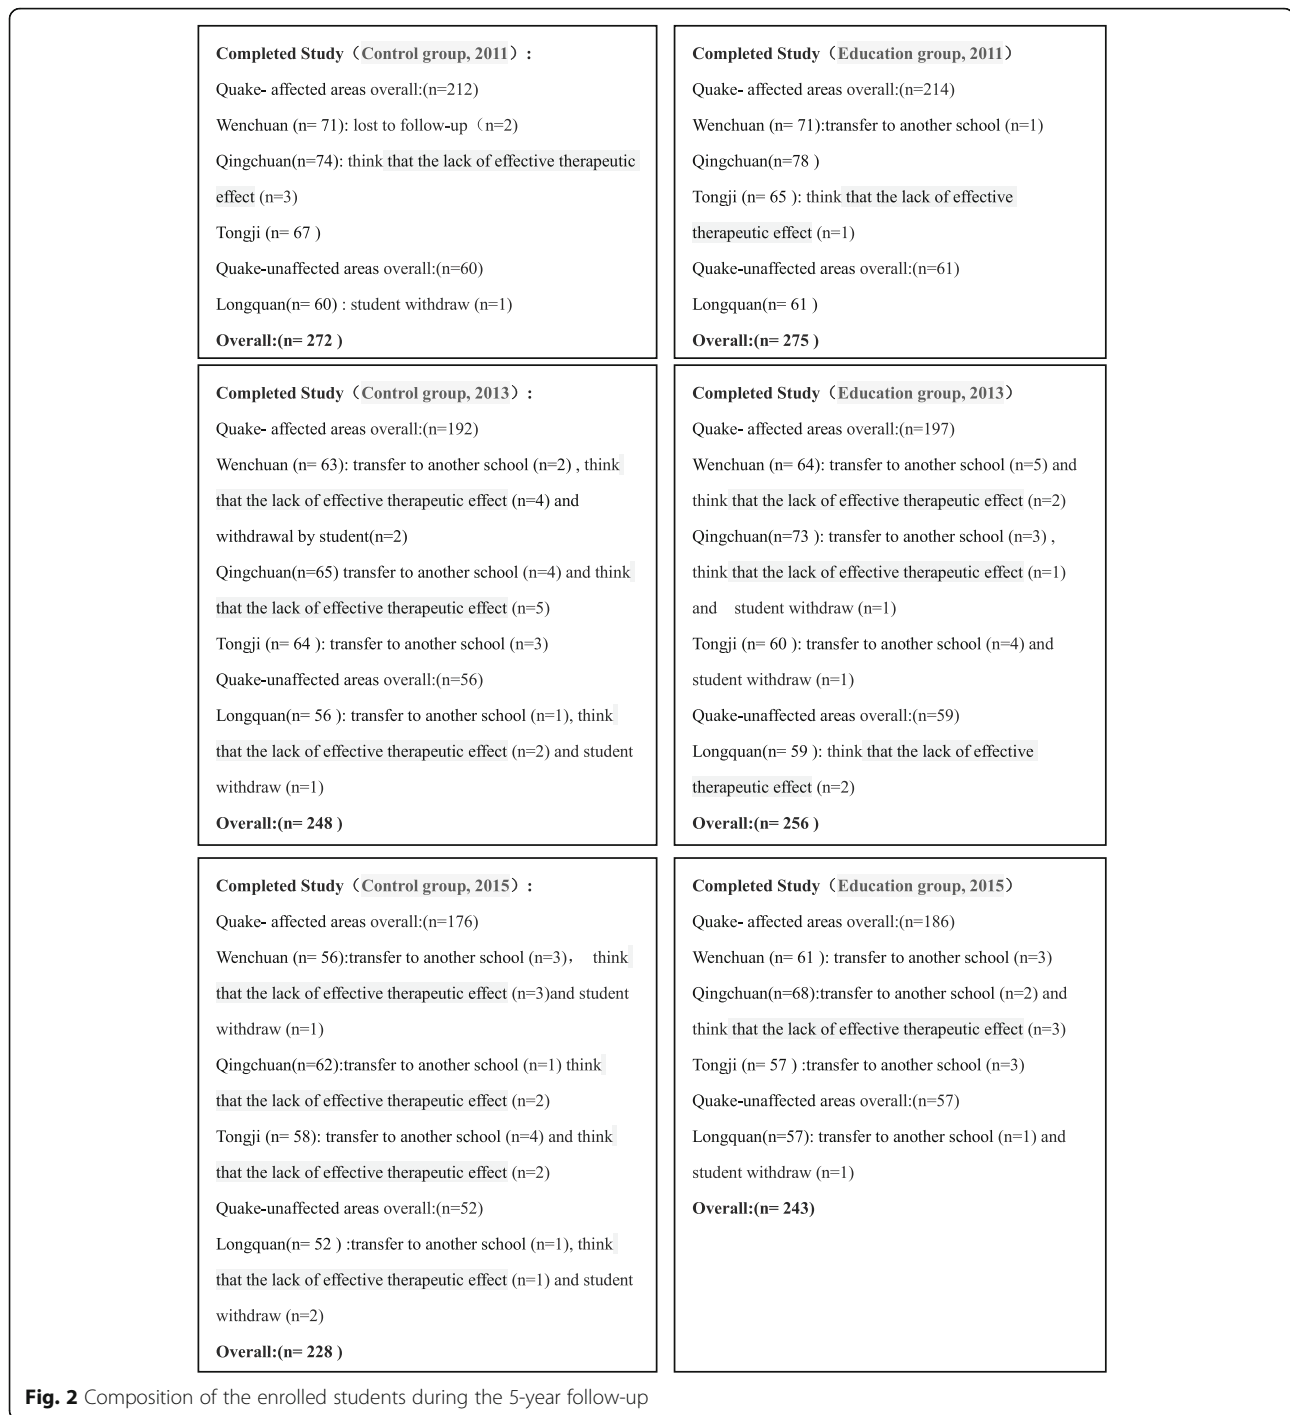 Completed Study（Control group, 2011）:
Quake- affected areas overall:(n=212)
Wenchuan (n= 71): lost to follow-up（n=2)
Qingchuan(n=74): think that the lack of effective therapeutic
effect (n=3)
Tongji (n= 67 )
Quake-unaffected areas overall:(n=60)
Longquan(n= 60) : student withdraw (n=1)
Overall:(n= 272 )
Completed Study（Education group, 2011）
Quake- affected areas overall:(n=214)
Wenchuan (n= 71):transfer to another school (n=1)
Qingchuan(n=78 )
Tongji (n= 65 ): think that the lack of effective
therapeutic effect (n=1)
Quake-unaffected areas overall:(n=61)
Longquan(n= 61 )
Overall:(n= 275 )
Completed Study（Control group, 2013）:
Quake- affected areas overall:(n=192)
Wenchuan (n= 63): transfer to another school (n=2) , think
that the lack of effective therapeutic effect (n=4) and
withdrawal by student(n=2)
Qingchuan(n=65) transfer to another school (n=4) and think
that the lack of effective therapeutic effect (n=5)
Tongji (n= 64 ): transfer to another school (n=3)
Quake-unaffected areas overall:(n=56)
Longquan(n= 56 ): transfer to another school (n=1), think
that the lack of effective therapeutic effect (n=2) and student
withdraw (n=1)
Overall:(n= 248 )
Completed Study（Education group, 2013）
Quake- affected areas overall:(n=197)
Wenchuan (n= 64): transfer to another school (n=5) and
think that the lack of effective therapeutic effect (n=2)
Qingchuan(n=73 ): transfer to another school (n=3) ,
think that the lack of effective therapeutic effect (n=1)
and student withdraw (n=1)
Tongji (n= 60 ): transfer to another school (n=4) and
student withdraw (n=1)
Quake-unaffected areas overall:(n=59)
Longquan(n= 59 ): think that the lack of effective
therapeutic effect (n=2)
Overall:(n= 256 )
Completed Study（Control group, 2015）:
Quake- affected areas overall:(n=176)
Wenchuan (n= 56):transfer to another school (n=3)， think
that the lack of effective therapeutic effect (n=3)and student
withdraw (n=1)
Qingchuan(n=62):transfer to another school (n=1) think
that the lack of effective therapeutic effect (n=2)
Tongji (n= 58): transfer to another school (n=4) and think
that the lack of effective therapeutic effect (n=2)
Quake-unaffected areas overall:(n=52)
Longquan(n= 52 ) :transfer to another school (n=1), think
that the lack of effective therapeutic effect (n=1) and student
withdraw (n=2)
Overall:(n= 228 )
Completed Study（Education group, 2015）
Quake- affected areas overall:(n=186)
Wenchuan (n= 61 ): transfer to another school (n=3)
Qingchuan(n=68):transfer to another school (n=2) and
think that the lack of effective therapeutic effect (n=3)
Tongji (n= 57 ) :transfer to another school (n=3)
Quake-unaffected areas overall:(n=57)
Longquan(n=57): transfer to another school (n=1) and
student withdraw (n=1)
Overall:(n= 243)
Fig. 2 Composition of the enrolled students during the 5-year follow-up